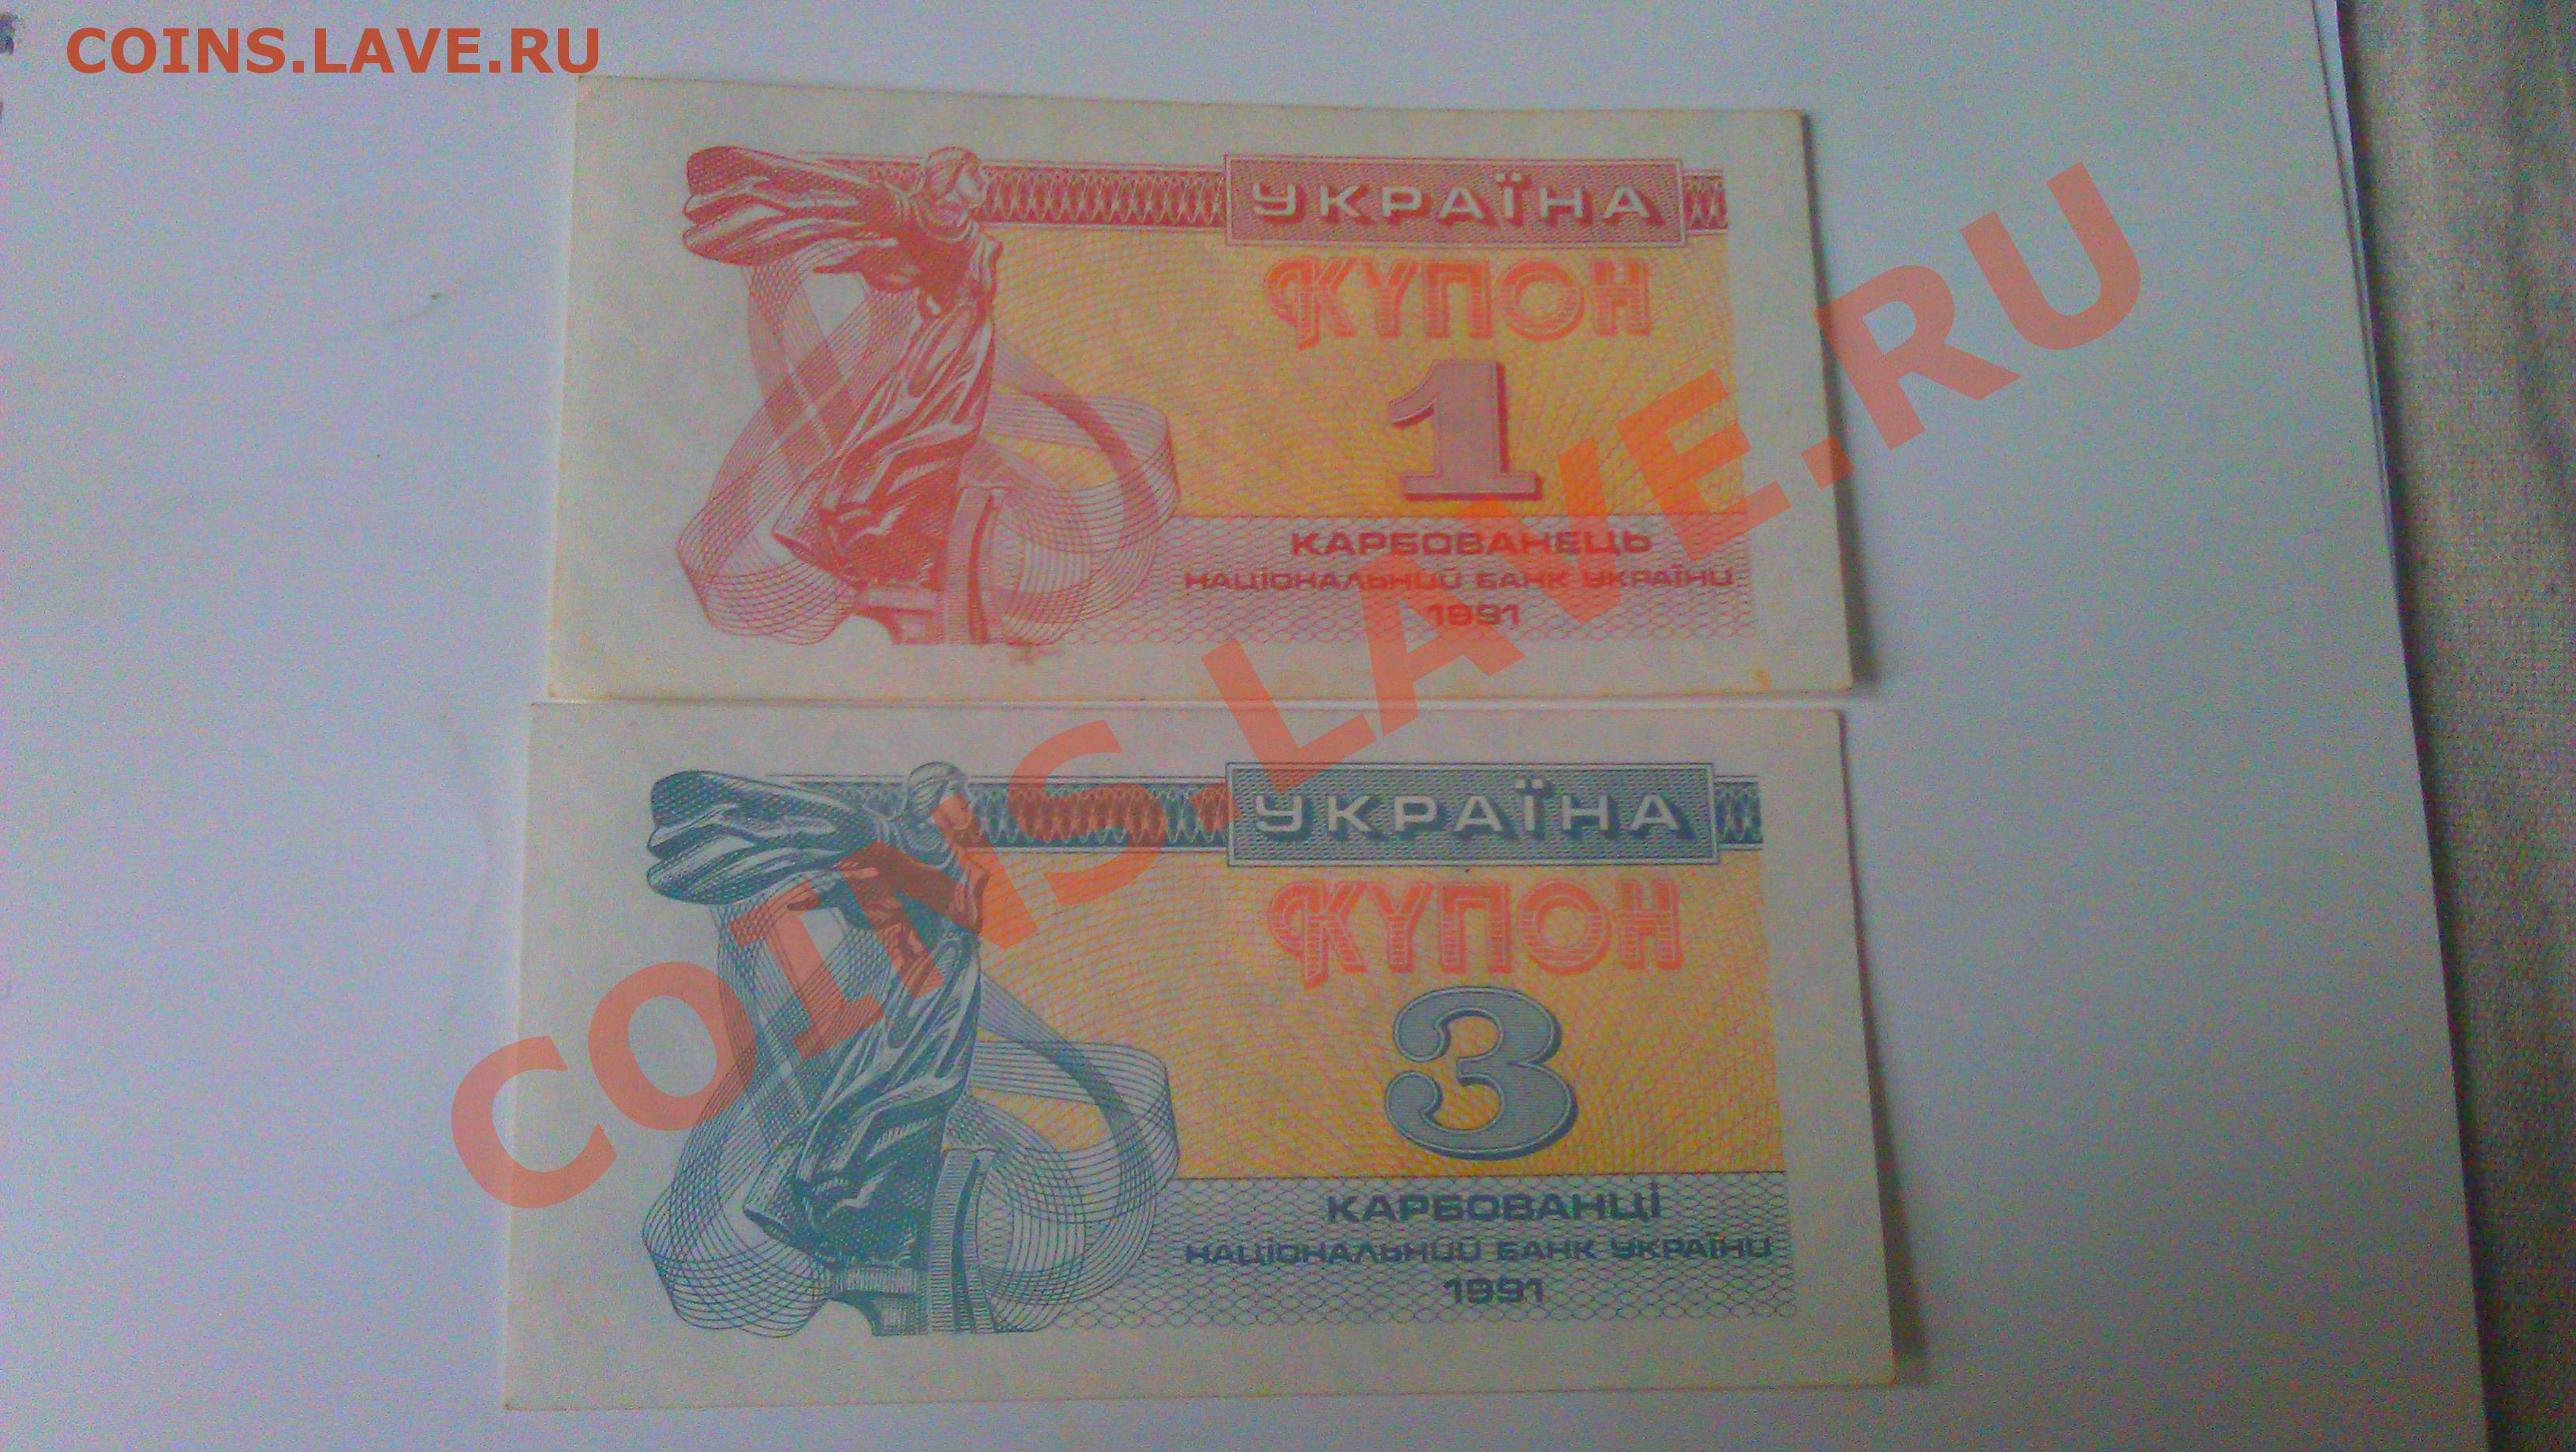 COINS.LAVE.RU
УКРАЇНА
КУПОН
1
КАРБОВАНЕЦЬ
НАЦІОНАЛЬНИЙ БАНК УКРАЇНИ
1991
УКРАЇНА
КУПОН
3
КАРБОВАНЦІ
НАЦІОНАЛЬНИЙ БАНК УКРАЇНИ
1991
COINS.LAVE.RU